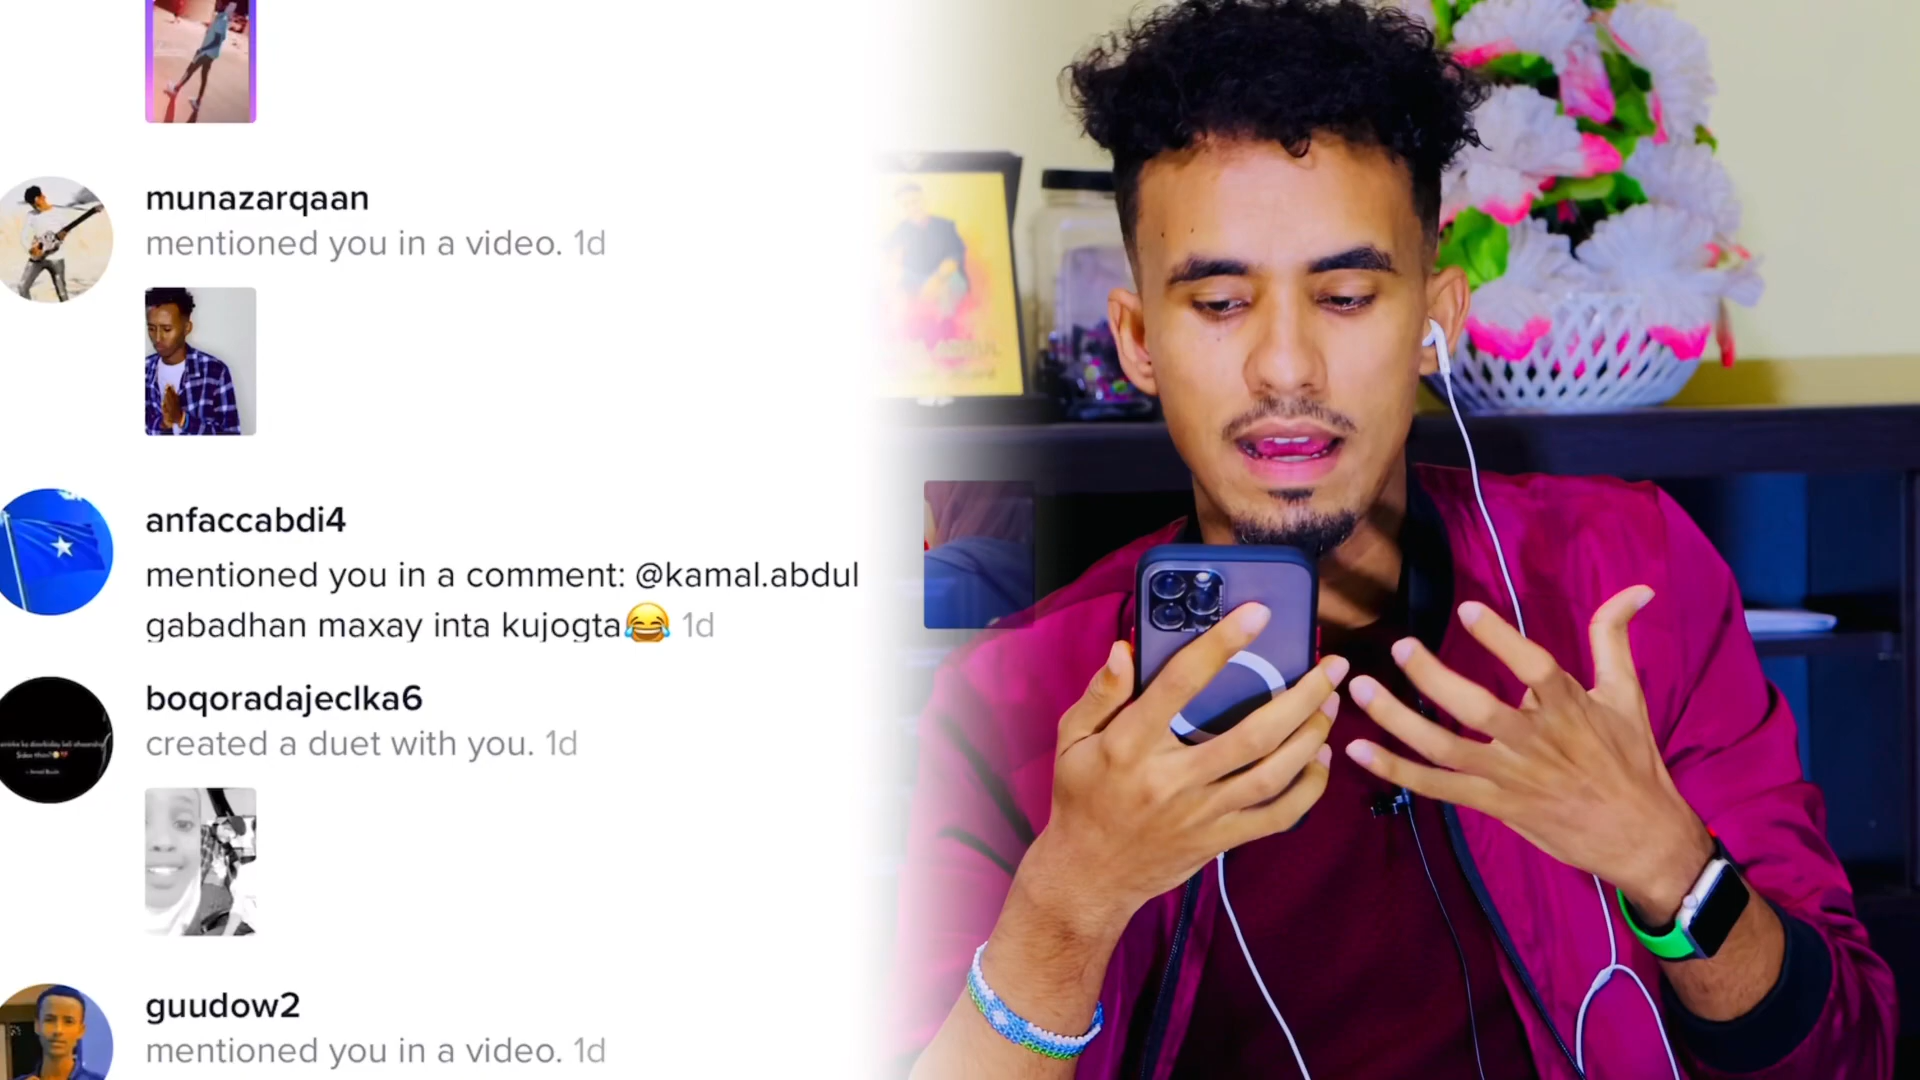 munazarqaan
mentioned you in a video. 1d
anfaccabdi4
mentioned you in a comment: @kamal.abdul
gabadhan maxay inta kujogta😂 1d
boqoradajeclka6
created a duet with you. 1d
guudow2
mentioned you in a video. 1d